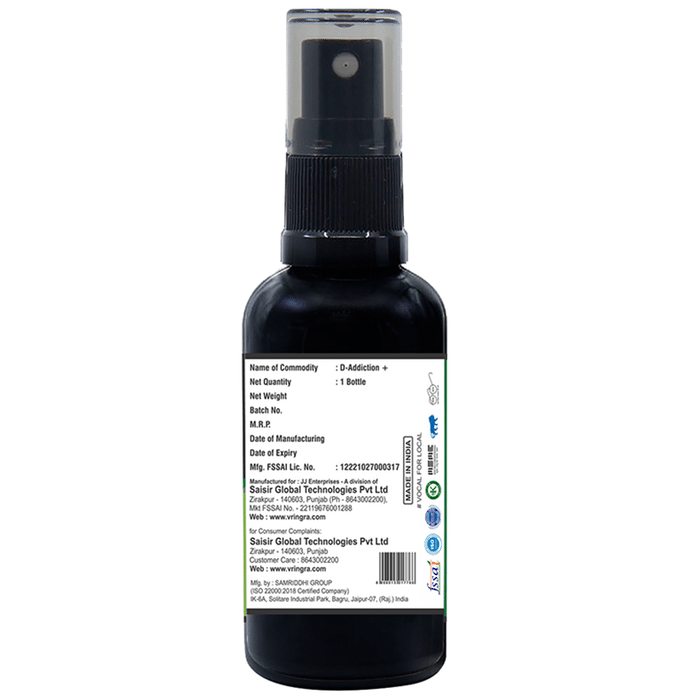 Name of Commodity : D-Addiction +
Net Quantity : 1 Bottle
Net Weight
Batch No.
M.R.P.
Date of Manufacturing
Date of Expiry
Mfg. FSSAI Lic. No. : 12221027000317
Manufactured for : JJ Enterprises - A division of
Saisir Global Technologies Pvt Ltd
Zirakpur - 140603, Punjab (Ph - 8643002200).
Mkt FSSAI No. - 22119676001288
Web : www.vringra.com
for Consumer Complaints:
Saisir Global Technologies Pvt Ltd
Zirakpur - 140603, Punjab
Customer Care : 8643002200
Web : www.vringra.com
Mfg. by : SAMRIDDHI GROUP
(ISO 22000:2018 Certified Company)
IK-6A, Solitare Industrial Park, Bagru, Jaipur-07, (Raj.) India
MADE IN INDIA
# VOCAL FOR LOCAL
fssai